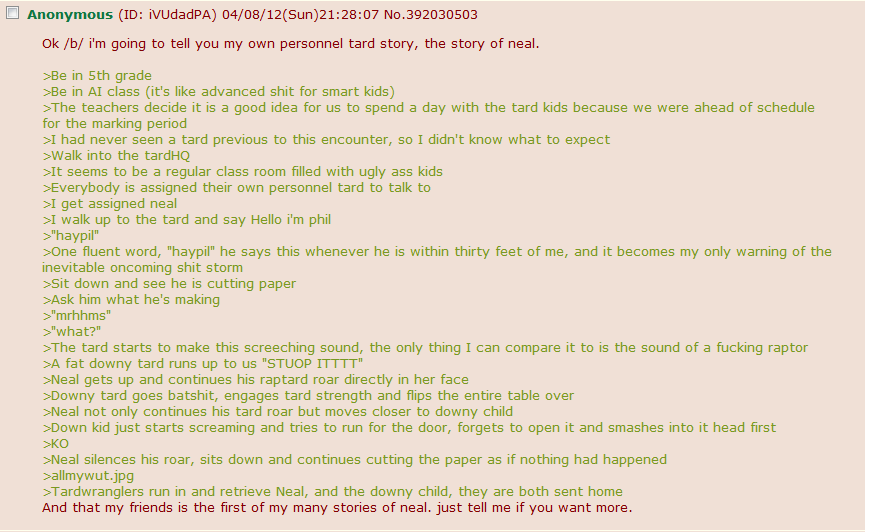 Anonymous (ID: iVUdadPA) 04/08/12(Sun)21:28:07 No.392030503
Ok /b/ i'm going to tell you my own personal tard story, the story of neal.
>Be in 5th grade
>Be in AI class (it's like advanced shit for smart kids)
>The teachers decide it is a good idea for us to spend a day with the tard kids because we were ahead of schedule
for the marking period
>I had never seen a tard previous to this encounter, so I didn't know what to expect
>Walk into the tardHQ
>It seems to be a regular class room filled with ugly ass kids
>Everybody is assigned their own personnel tard to talk to
>I get assigned neal
>I walk up to the tard and say Hello i'm phil
>"haypil"
>One fluent word, "haypil" he says this whenever he is within thirty feet of me, and it becomes my only warning of the
inevitable oncoming shit storm
>Sit down and see he is cutting paper
>Ask him what he's making
>"mrhhms"
>"what?"
>The tard starts to make this screeching sound, the only thing I can compare it to is the sound of a fucking raptor
>A fat downy tard runs up to us "STUOP ITTTT"
>Neal gets up and continues his raptard roar directly in her face
>Downy tard goes batshit, engages tard strength and flips the entire table over
>Neal not only continues his tard roar but moves closer to downy child
>Down kid just starts screaming and tries to run for the door, forgets to open it and smashes into it head first
>KO
>Neal silences his roar, sits down and continues cutting the paper as if nothing had happened
>allmywut.jpg
>Tardwranglers run in and retrieve Neal, and the downy child, they are both sent home
And that my friends is the first of my many stories of neal. just tell me if you want more.